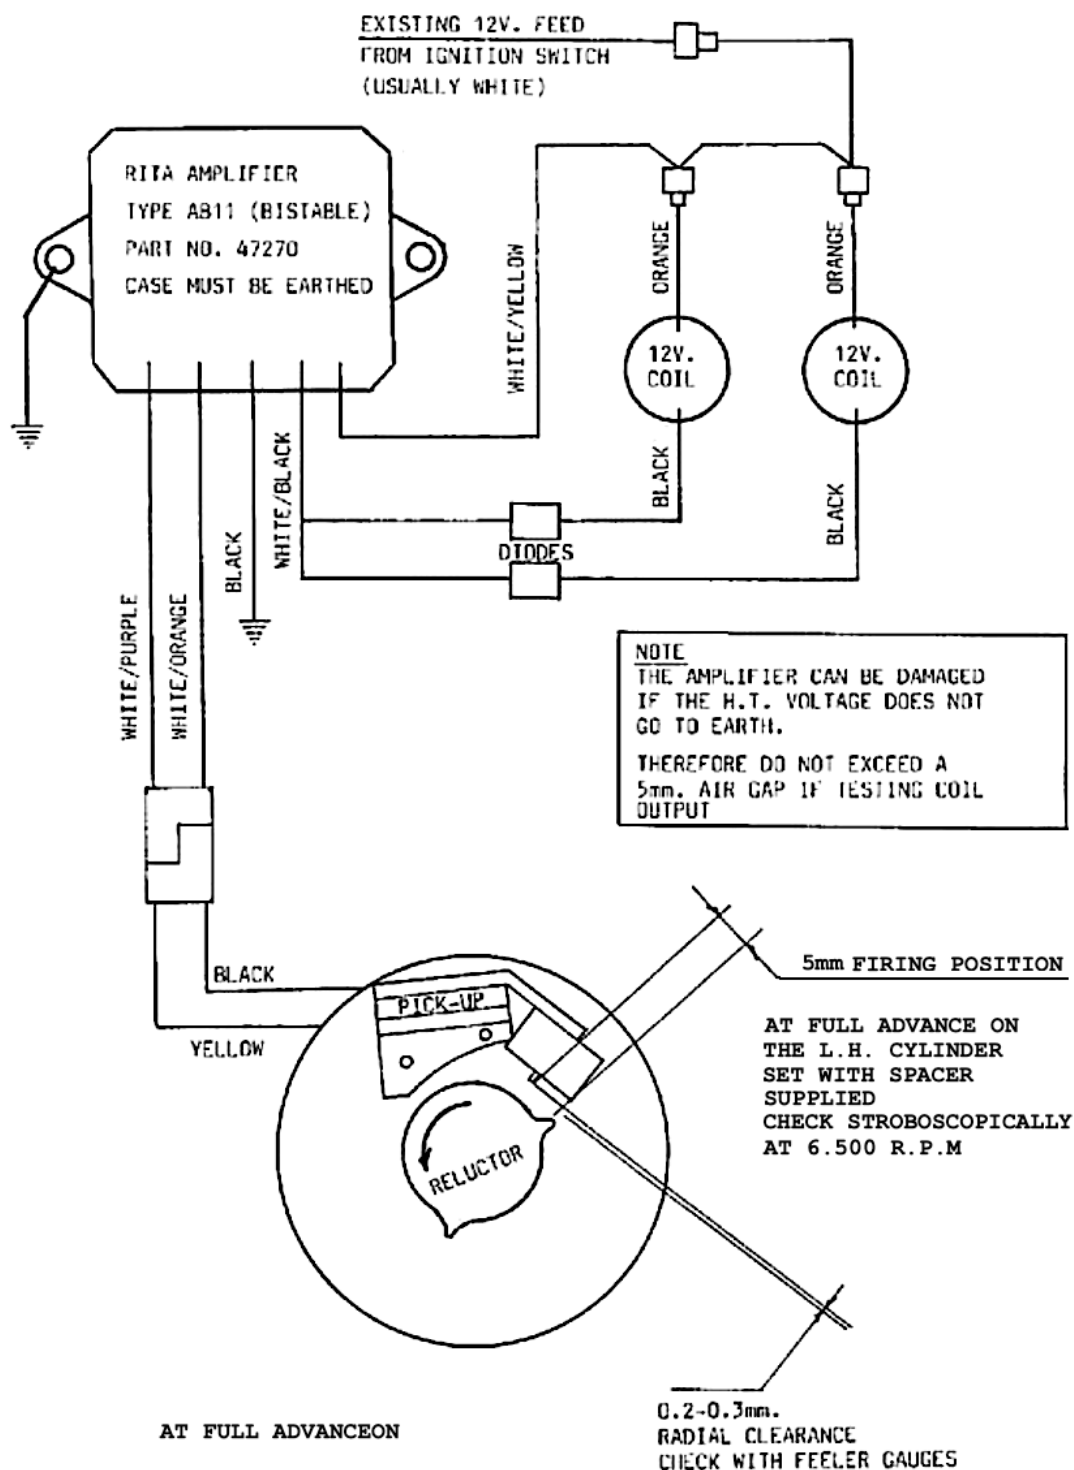 EXISTING 12V. FEED
FROM IGNITION SWITCH
(USUALLY WHITE)
RITA AMPLIFIER
TYPE AB11 (BISTABLE)
PART NO. 47270
CASE MUST BE EARTHED
WHITE/YELLOW
ORANGE
ORANGE
12V.
COIL
12V.
COIL
BLACK
BLACK
WHITE/BLACK
BLACK
DIODES
WHITE/PURPLE
WHITE/ORANGE
NOTE
THE AMPLIFIER CAN BE DAMAGED
IF THE H.T. VOLTAGE DOES NOT
GO TO EARTH.
THEREFORE DO NOT EXCEED A
5mm. AIR GAP IF TESTING COIL
OUTPUT
BLACK
YELLOW
PICK-UP
RELUCTOR
5mm FIRING POSITION
AT FULL ADVANCE ON
THE L.H. CYLINDER
SET WITH SPACER
SUPPLIED
CHECK STROBOSCOPICALLY
AT 6.500 R.P.M
0.2-0.3mm.
RADIAL CLEARANCE
CHECK WITH FEELER GAUGES
AT FULL ADVANCEON